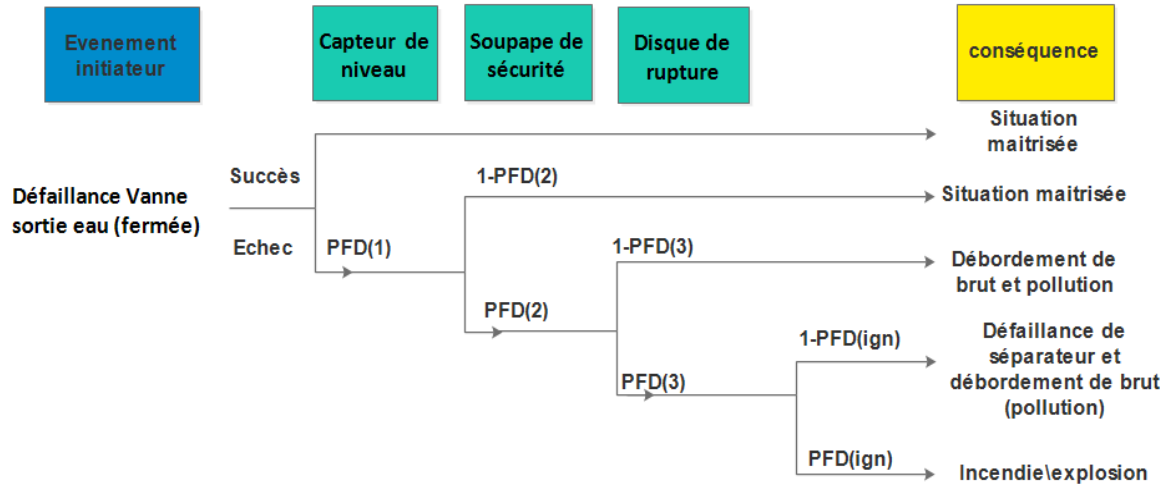 Evenement
initiateur
Capteur de
niveau
Soupape de
sécurité
Disque de
rupture
conséquence
Situation
maitrisée
Succès
1-PFD(2)
Situation maitrisée
Défaillance Vanne
sortie eau (fermée)
Echec
PFD(1)
1-PFD(3)
Débordement de
brut et pollution
PFD(2)
1-PFD(ign)
Défaillance de
séparateur et
débordement de brut
(pollution)
PFD(3)
PFD(ign)
Incendie\explosion